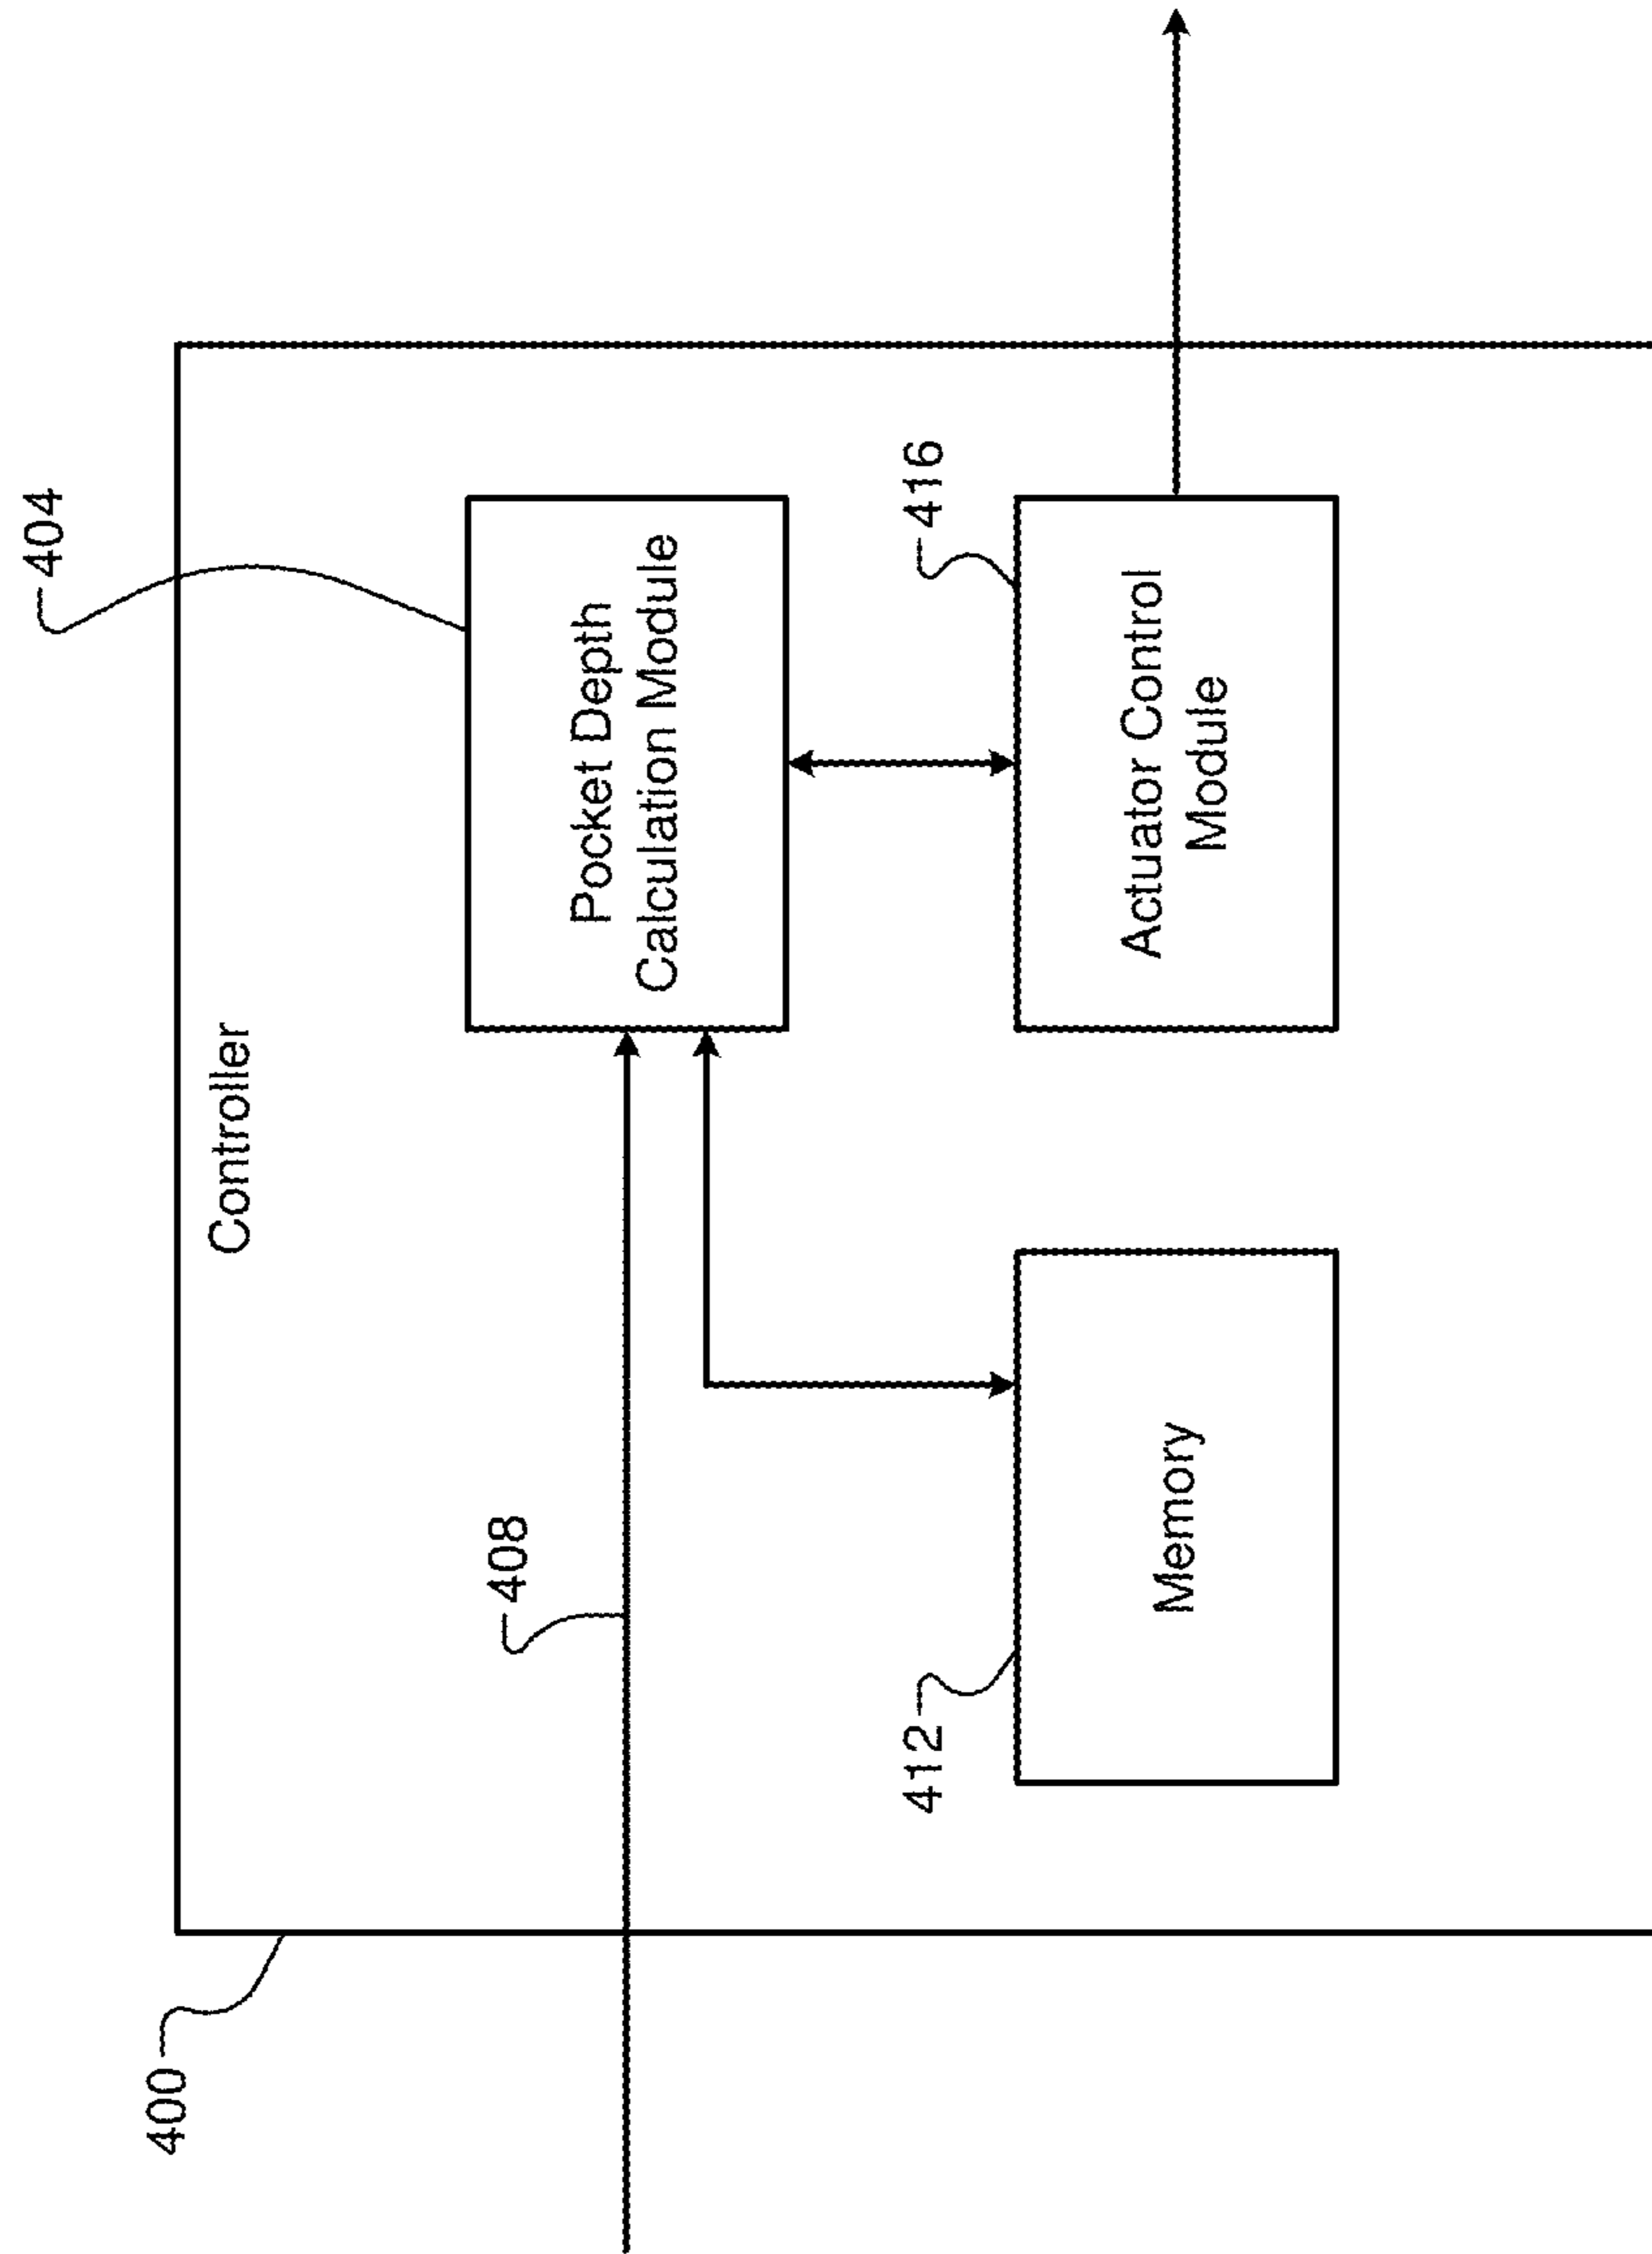 404
Controller
Pocket Depth
Calculation Module
408
416
400
412
Memory
Actuator Control
Module